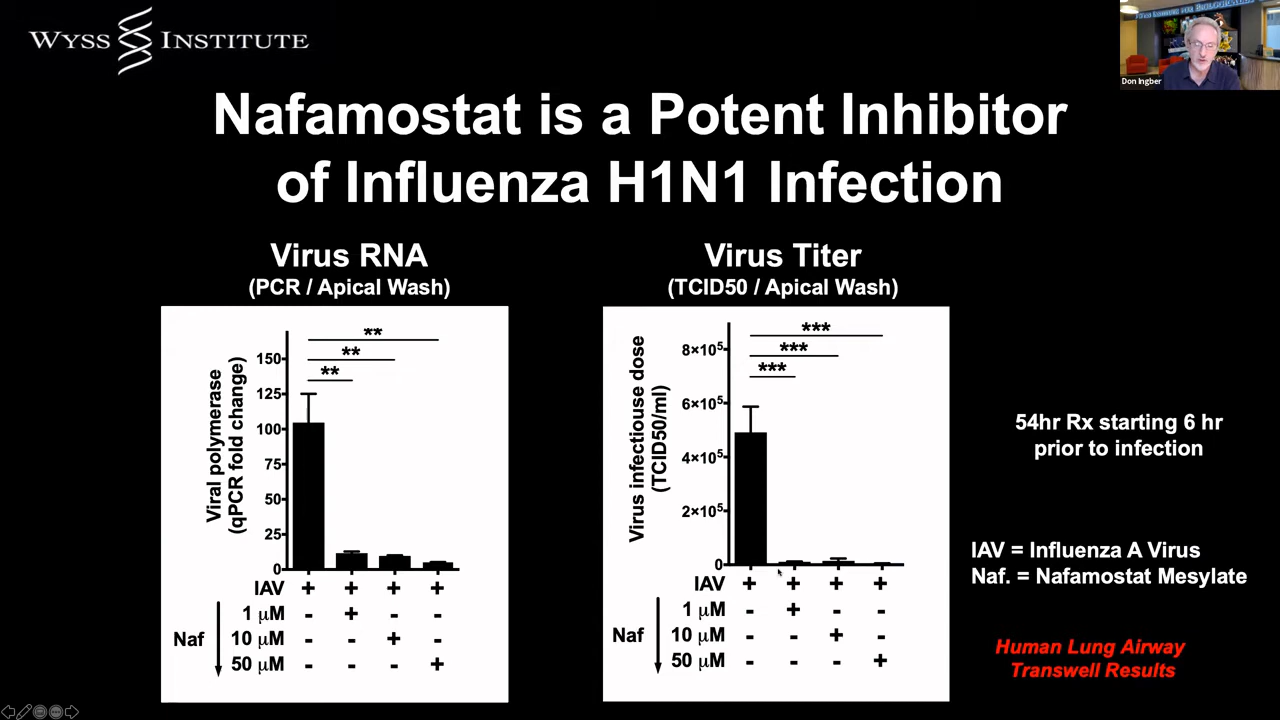 WYSS INSTITUTE
Don Ingber
Nafamostat is a Potent Inhibitor
of Influenza H1N1 Infection
Virus RNA
(PCR / Apical Wash)
Viral polymerase
(qPCR fold change)
150
125
100
75
50
25
0
**
**
**
IAV + + + +
Naf
1 μM - + - -
10 μM - - + -
50 μM - - - +
Virus Titer
(TCID50 / Apical Wash)
Virus infectiouse dose
(TCID50/ml)
8×10⁵
6×10⁵
4×10⁵
2×10⁵
0
***
***
***
IAV + + + +
Naf
1 μM - + - -
10 μM - - + -
50 μM - - - +
54hr Rx starting 6 hr
prior to infection
IAV = Influenza A Virus
Naf. = Nafamostat Mesylate
Human Lung Airway
Transwell Results